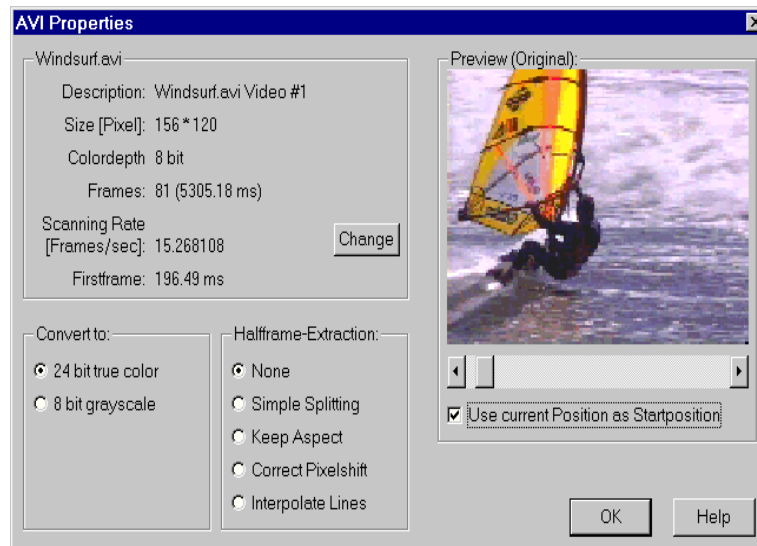 AVI Properties
Windsurf.avi
Description: Windsurf.avi Video #1
Size [Pixel]: 156 * 120
Colordepth 8 bit
Frames: 81 (5305.18 ms)
Scanning Rate
[Frames/sec]: 15.268108
Change
Firstframe: 196.49 ms
Preview (Original):
Use current Position as Startposition
Convert to:
24 bit true color
8 bit grayscale
Halfframe-Extraction:
None
Simple Splitting
Keep Aspect
Correct Pixelshift
Interpolate Lines
OK
Help